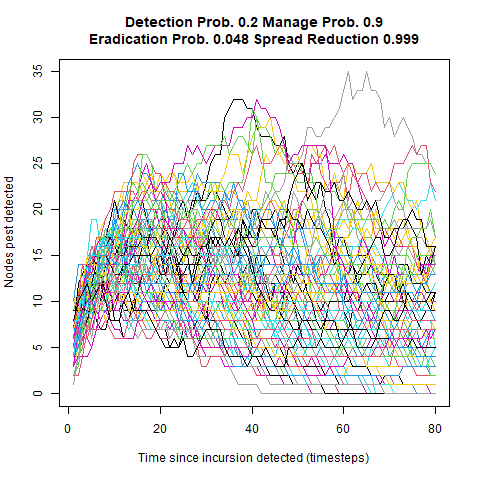 Detection Prob. 0.2 Manage Prob. 0.9
Eradication Prob. 0.048 Spread Reduction 0.999
Nodes pest detected
35
30
25
20
15
10
5
0
0 20 40 60 80
Time since incursion detected (timesteps)